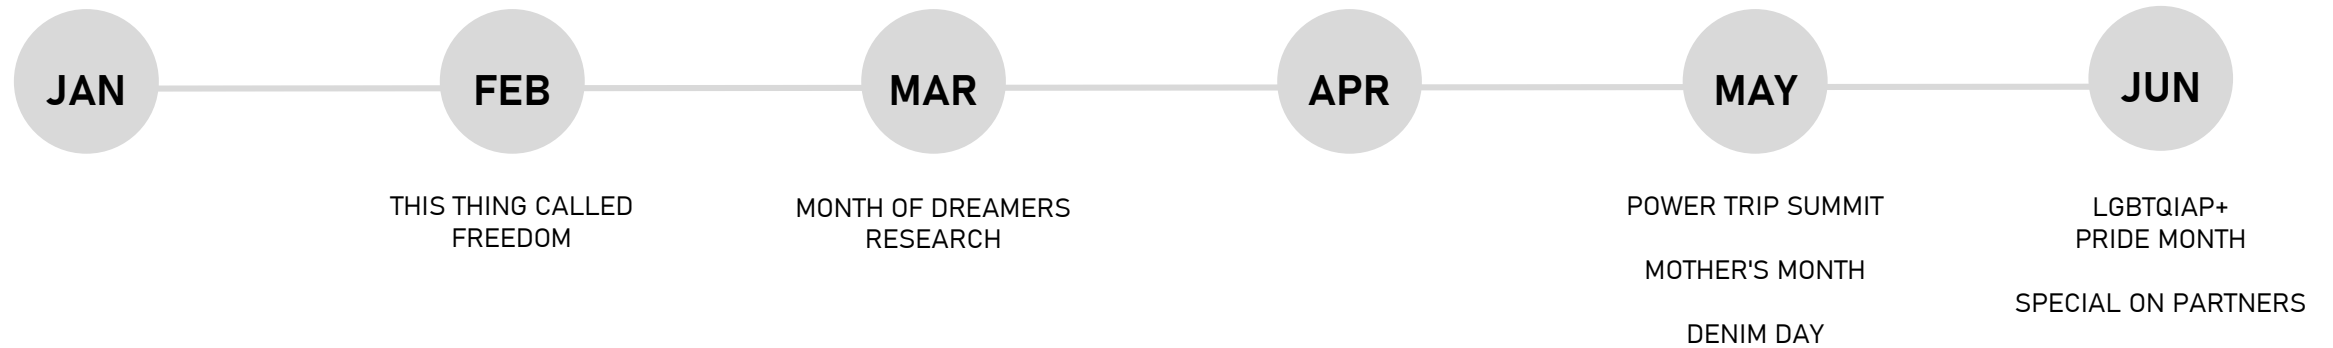 JAN
FEB
MAR
APR
MAY
JUN
THIS THING CALLED
FREEDOM
MONTH OF DREAMERS
RESEARCH
POWER TRIP SUMMIT
MOTHER'S MONTH
DENIM DAY
LGBTQIAP+
PRIDE MONTH
SPECIAL ON PARTNERS